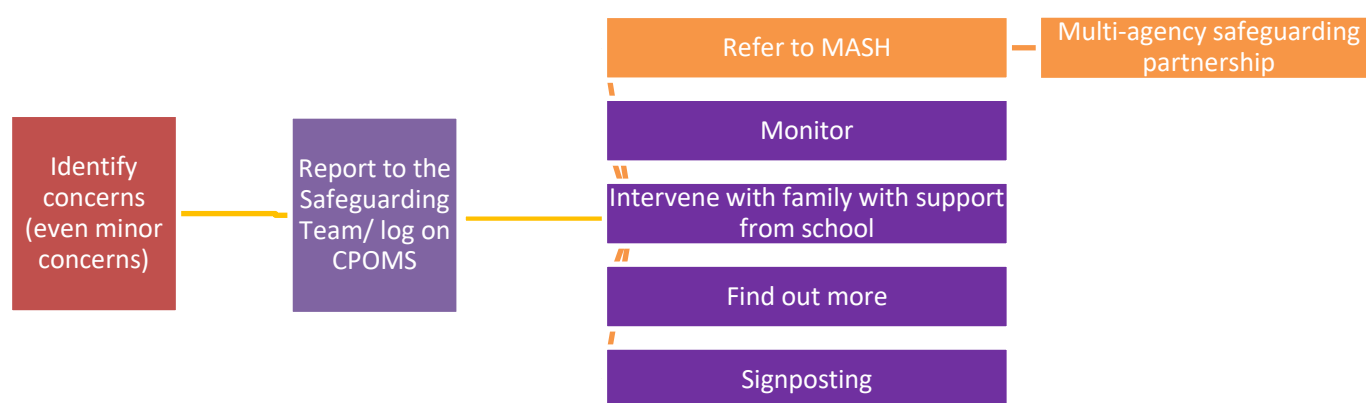 Identify
concerns
(even minor
concerns)
Report to the
Safeguarding
Team/ log on
CPOMS
Refer to MASH
Multi-agency safeguarding
partnership
Monitor
Intervene with family with support
from school
Find out more
Signposting